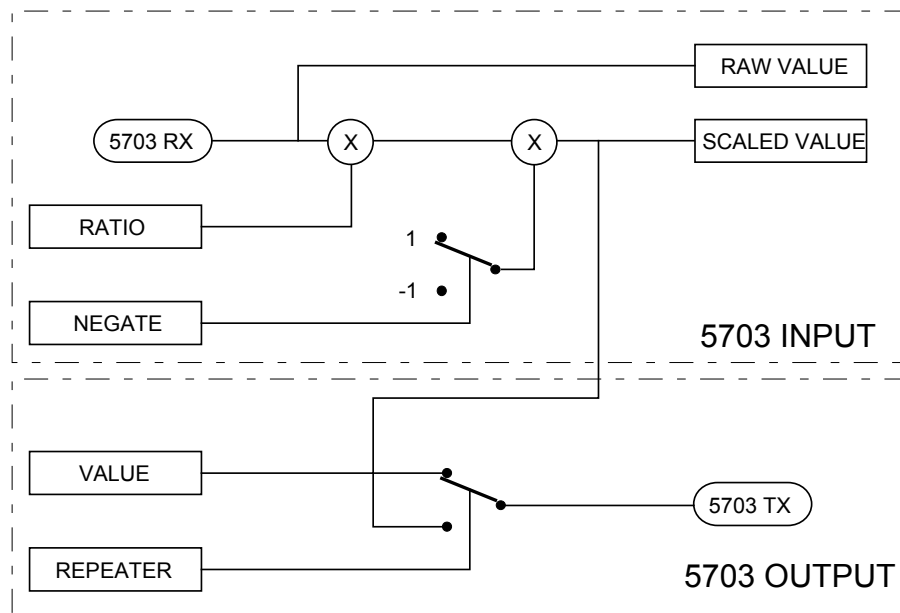 RAW VALUE
5703 RX
X
X
SCALED VALUE
RATIO
1
-1
NEGATE
5703 INPUT
VALUE
5703 TX
REPEATER
5703 OUTPUT